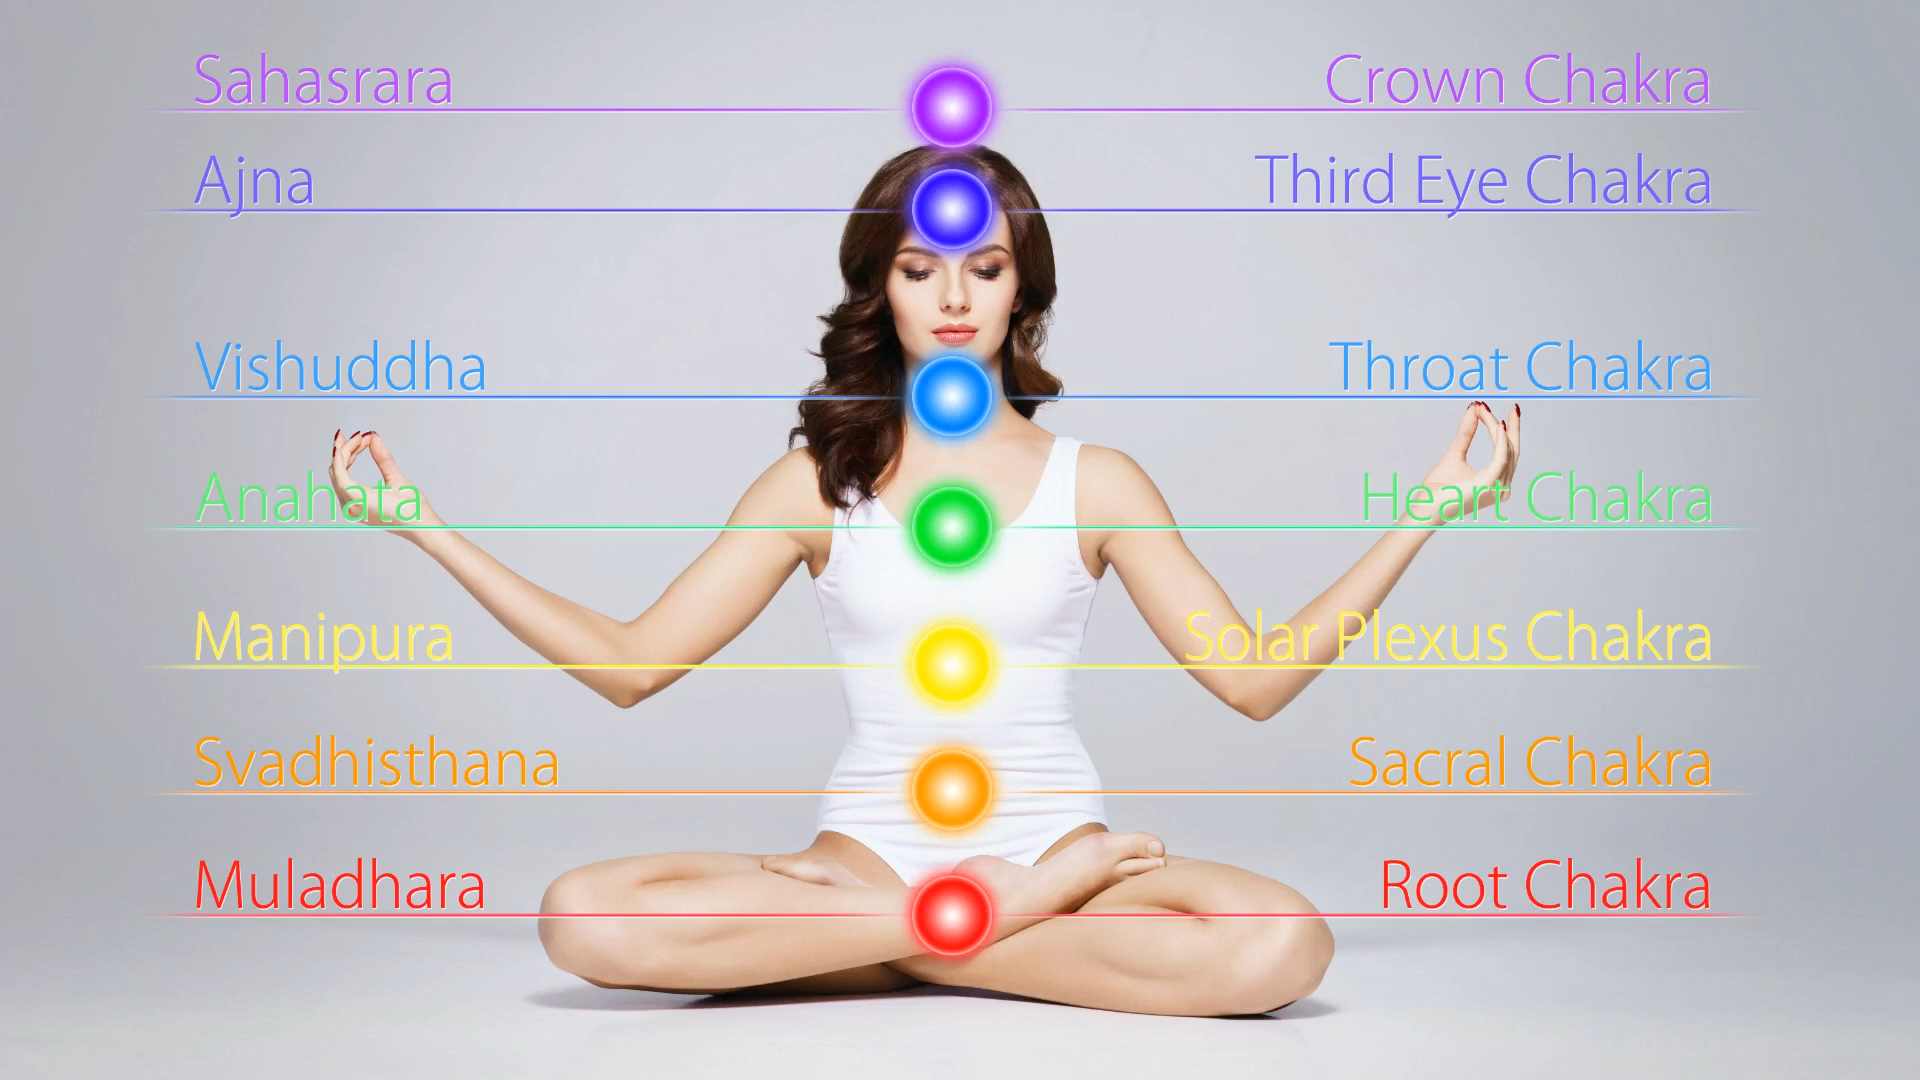 Sahasrara Crown Chakra
Ajna Third Eye Chakra
Vishuddha Throat Chakra
Anahata Heart Chakra
Manipura Solar Plexus Chakra
Svadhisthana Sacral Chakra
Muladhara Root Chakra